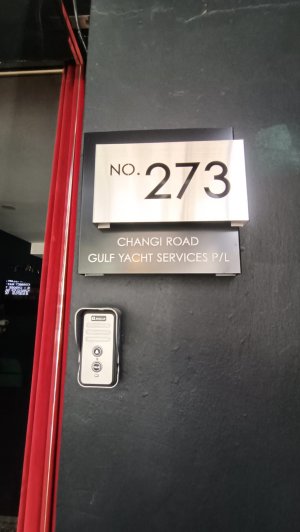 NO. 273
CHANGI ROAD
GULF YACHT SERVICES P/L